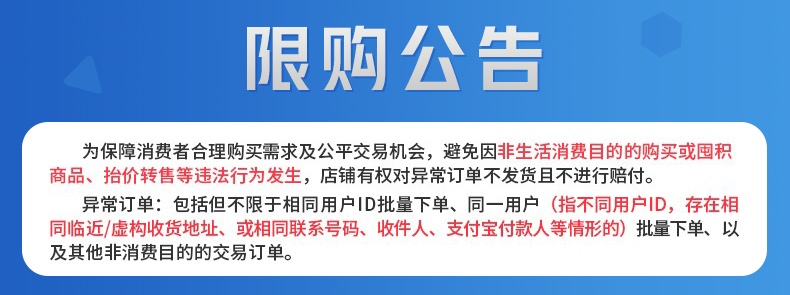 限购公告
为保障消费者合理购买需求及公平交易机会，避免因非生活消费目的的购买或囤积
商品、抬价转售等违法行为发生，店铺有权对异常订单不发货且不进行赔付。
异常订单：包括但不限于相同用户ID批量下单、同一用户（指不同用户ID，存在相
同临近/虚构收货地址、或相同联系号码、收件人、支付宝付款人等情形的）批量下单、以
及其他非消费目的的交易订单。